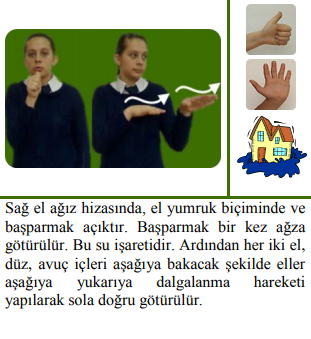 Sağ el ağız hizasında, el yumruk biçiminde ve
başparmak açıktır. Başparmak bir kez ağza
götürülür. Bu su işaretidir. Ardından her iki el,
düz, avuç içleri aşağıya bakacak şekilde eller
aşağıya yukarıya dalgalanma hareketi
yapılarak sola doğru götürülür.